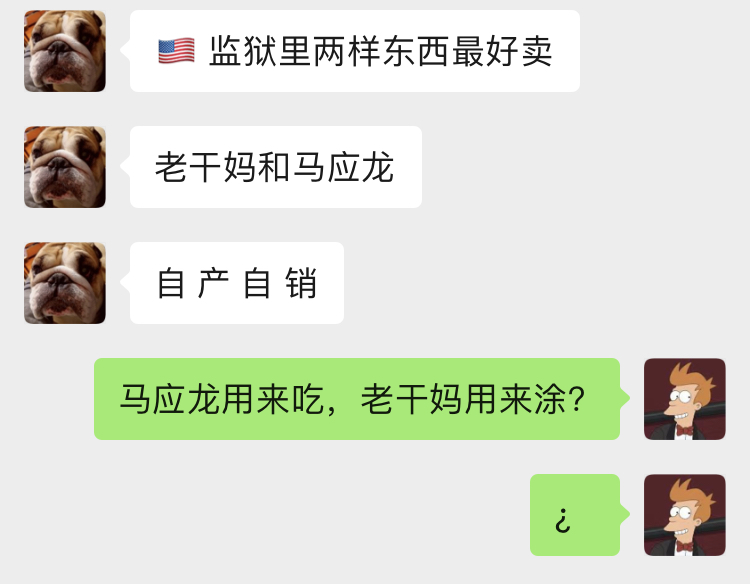 🇺🇸 监狱里两样东西最好卖
老干妈和马应龙
自 产 自 销
马应龙用来吃，老干妈用来涂？
¿